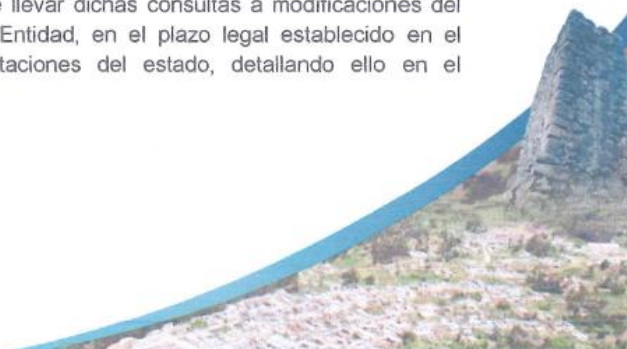 llevar dichas consultas a modificaciones del
Entidad, en el plazo legal establecido en el
taciones del estado, detallando ello en el